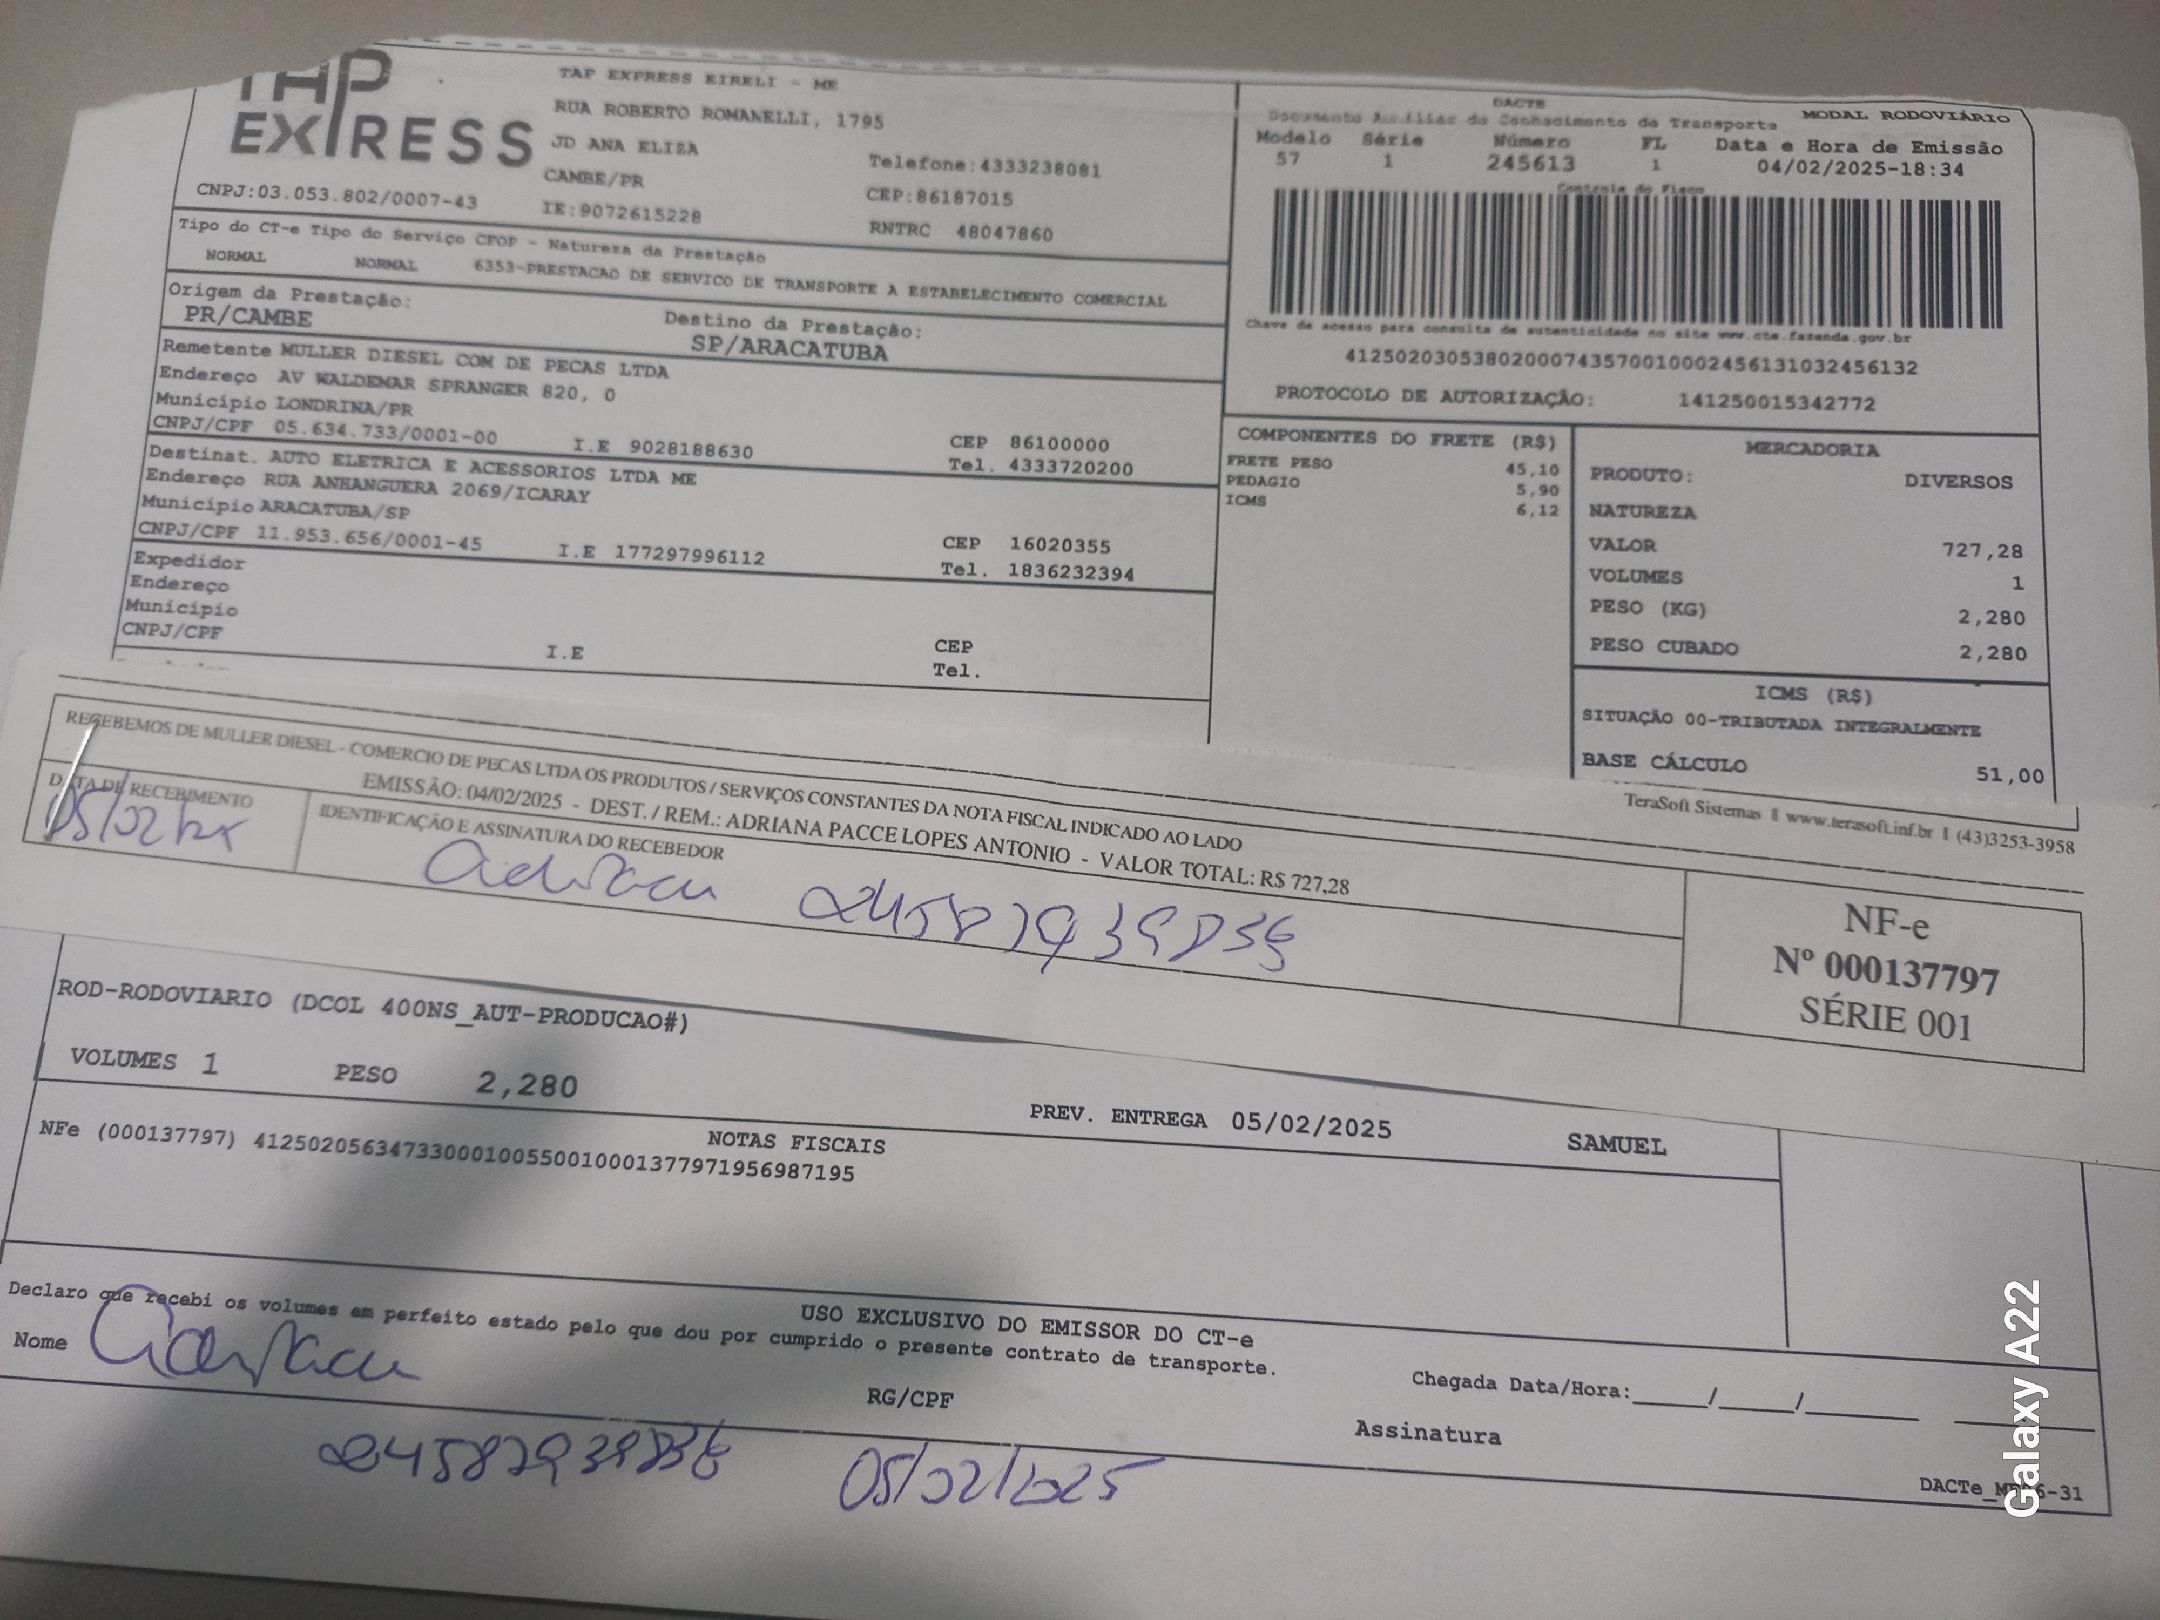 TAP
EXPRESS
CNPJ:03.053.802/0007-43
TAP EXPRESS EIRELI - ME
RUA ROBERTO ROMANELLI, 1795
JD ANA ELIZA
CAMBE/PR
IE:9072615228
Telefone:4333238081
CEP:86187015
RNTRC 48047860
DACTE
Documento Auxiliar do Conhecimento de Transporte
MODAL RODOVIÁRIO
Modelo Série Número FL Data e Hora de Emissão
57 1 245613 1 04/02/2025-18:34
Controle do Fisco
Chave de acesso para consulta de autenticidade no site www.cte.fazenda.gov.br
41250203053802000743570010002456131032456132
PROTOCOLO DE AUTORIZAÇÃO: 141250015342772
Tipo do CT-e Tipo do Serviço CFOP - Natureza da Prestação
NORMAL NORMAL 6353-PRESTACAO DE SERVICO DE TRANSPORTE A ESTABELECIMENTO COMERCIAL
Origem da Prestação:
PR/CAMBE
Destino da Prestação:
SP/ARACATUBA
Remetente MULLER DIESEL COM DE PECAS LTDA
Endereço AV WALDEMAR SPRANGER 820, 0
Município LONDRINA/PR
CEP 86100000
CNPJ/CPF 05.634.733/0001-00 I.E 9028188630 Tel. 4333720200
Destinat. AUTO ELETRICA E ACESSORIOS LTDA ME
Endereço RUA ANHANGUERA 2069/ICARAY
Município ARACATUBA/SP
CEP 16020355
CNPJ/CPF 11.953.656/0001-45 I.E 177297996112 Tel. 1836232394
Expedidor
Endereço
Município
CEP
CNPJ/CPF I.E Tel.
COMPONENTES DO FRETE (R$)
FRETE PESO 45,10
PEDAGIO 5,90
ICMS 6,12
MERCADORIA
PRODUTO: DIVERSOS
NATUREZA
VALOR 727,28
VOLUMES 1
PESO (KG) 2,280
PESO CUBADO 2,280
ICMS (R$)
SITUAÇÃO 00-TRIBUTADA INTEGRALMENTE
BASE CÁLCULO 51,00
TeraSoft Sistemas || www.terasoft.inf.br || (43)3253-3958
RECEBEMOS DE MULLER DIESEL - COMERCIO DE PECAS LTDA OS PRODUTOS / SERVIÇOS CONSTANTES DA NOTA FISCAL INDICADO AO LADO
EMISSÃO: 04/02/2025 - DEST. / REM.: ADRIANA PACCE LOPES ANTONIO - VALOR TOTAL: R$ 727,28
DATA DE RECEBIMENTO
IDENTIFICAÇÃO E ASSINATURA DO RECEBEDOR
NF-e
Nº 000137797
SÉRIE 001
ROD-RODOVIARIO (DCOL 400NS_AUT-PRODUCAO#)
VOLUMES 1 PESO 2,280 PREV. ENTREGA 05/02/2025 SAMUEL
NOTAS FISCAIS
NFe (000137797) 41250205634733000100550010001377971956987195
USO EXCLUSIVO DO EMISSOR DO CT-e
Declaro que recebi os volumes em perfeito estado pelo que dou por cumprido o presente contrato de transporte.
Nome
RG/CPF
Chegada Data/Hora:_____/_____/_______
Assinatura
05/02/2025
Galaxy A22